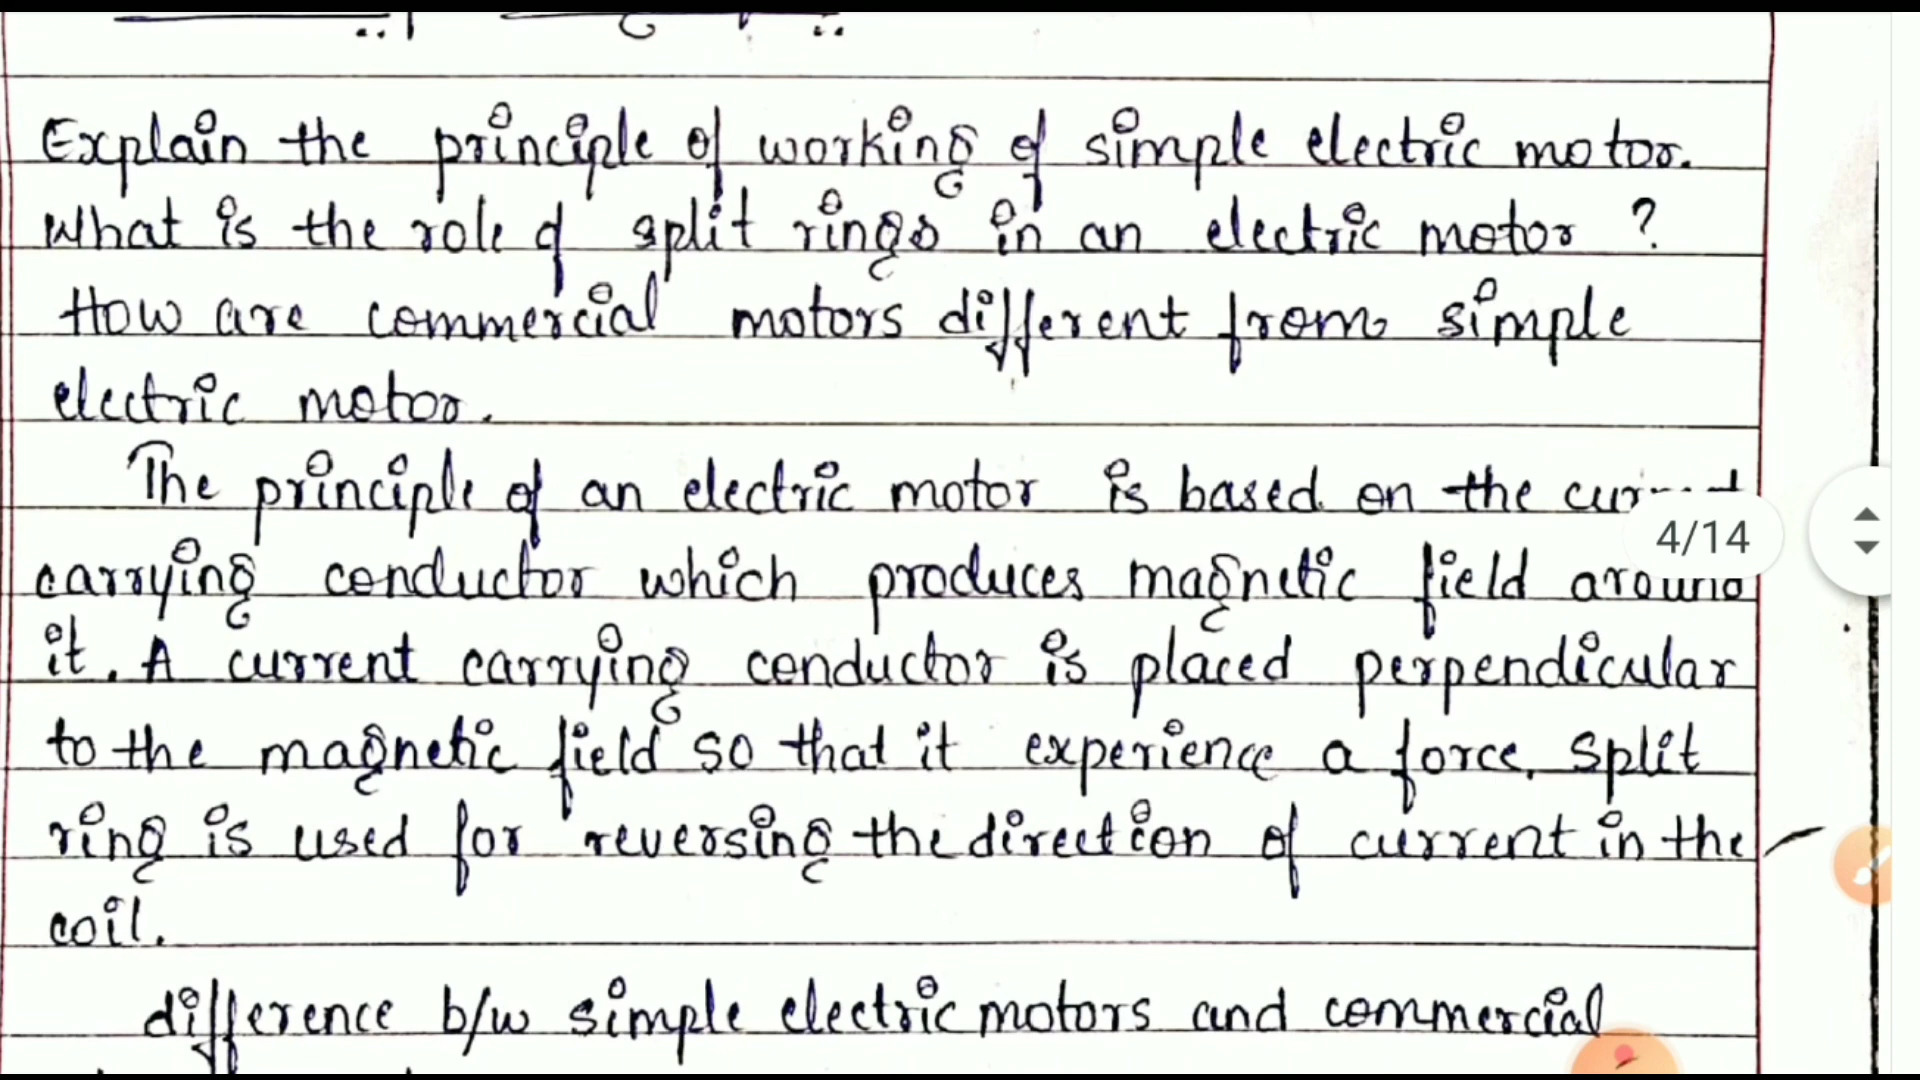 Explain the principle of working of simple electric motor.
What is the role of split rings in an electric motor ?
How are commercial motors different from simple
electric motor.
The principle of an electric motor is based on the
4/14
carrying conductor which produces magnetic field around
it. A current carrying conductor is placed perpendicular
to the magnetic field so that it experience a force. Split
ring is used for reversing the direction of current in the
coil.
difference b/w simple electric motors and commercial